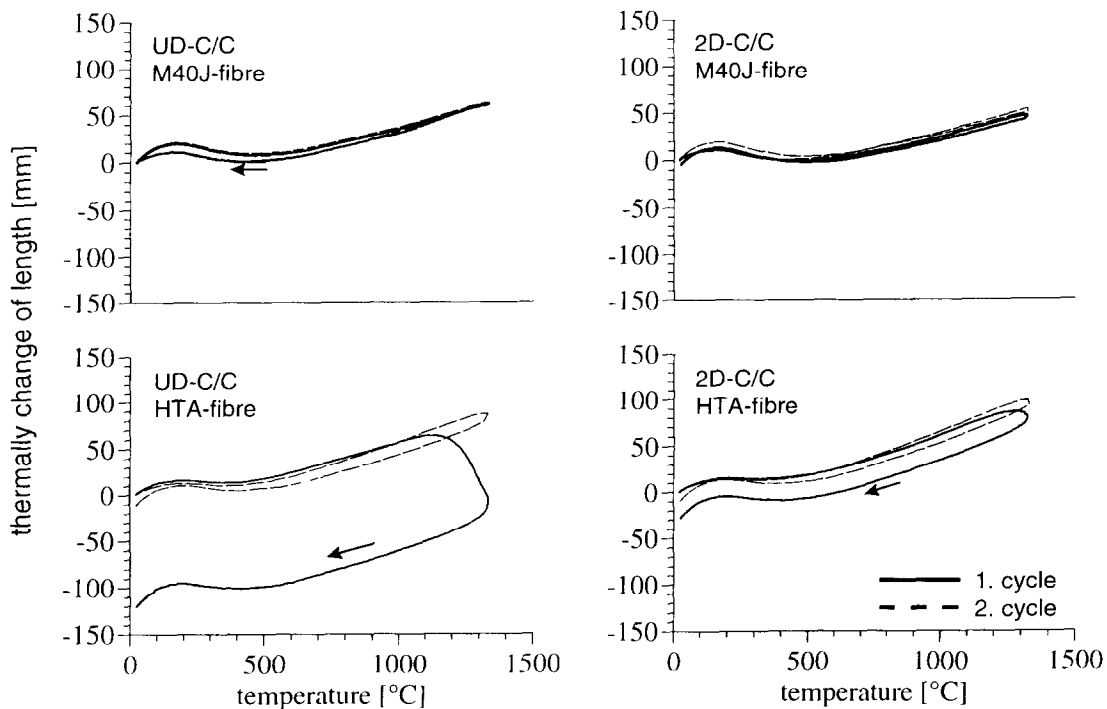 thermally change of length [mm]
150
100
50
0
-50
-100
-150
UD-C/C
M40J-fibre
150
100
50
0
-50
-100
-150
2D-C/C
M40J-fibre
150
100
50
0
-50
-100
-150
UD-C/C
HTA-fibre
0
500
1000
1500
temperature [°C]
150
100
50
0
-50
-100
-150
2D-C/C
HTA-fibre
1. cycle
2. cycle
0
500
1000
1500
temperature [°C]